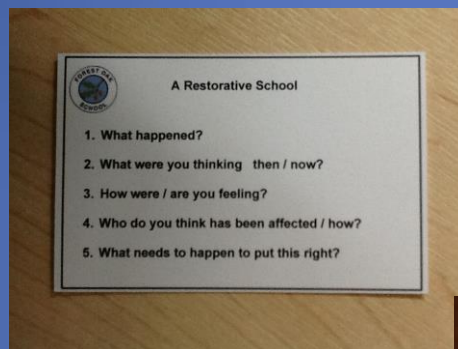 FOREST OAK
SCHOOL
A Restorative School
1. What happened?
2. What were you thinking then / now?
3. How were / are you feeling?
4. Who do you think has been affected / how?
5. What needs to happen to put this right?